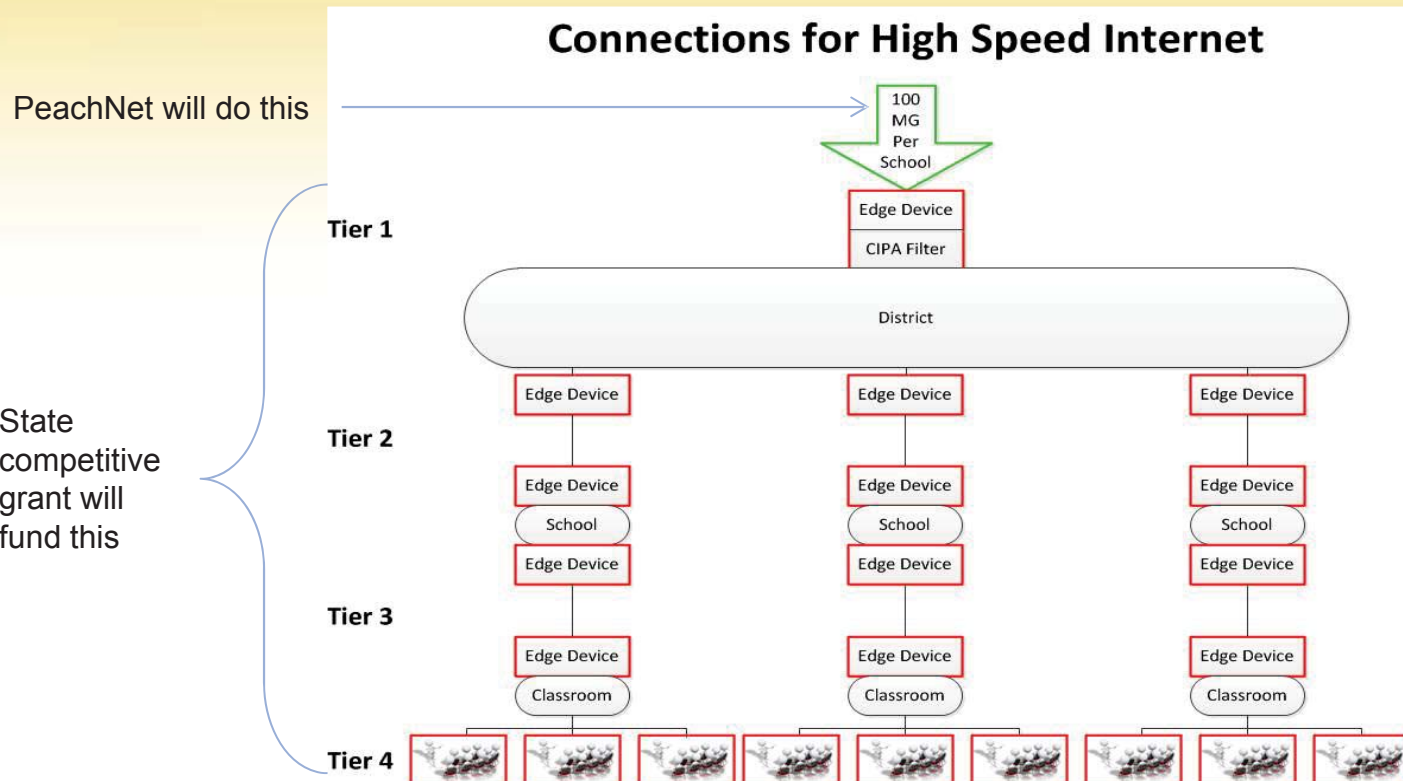 Connections for High Speed Internet
PeachNet will do this
100
MG
Per
School
Tier 1
Edge Device
CIPA Filter
District
Edge Device
Edge Device
Edge Device
Tier 2
State
competitive
grant will
fund this
Edge Device
Edge Device
Edge Device
School
School
School
Edge Device
Edge Device
Edge Device
Tier 3
Edge Device
Edge Device
Edge Device
Classroom
Classroom
Classroom
Tier 4